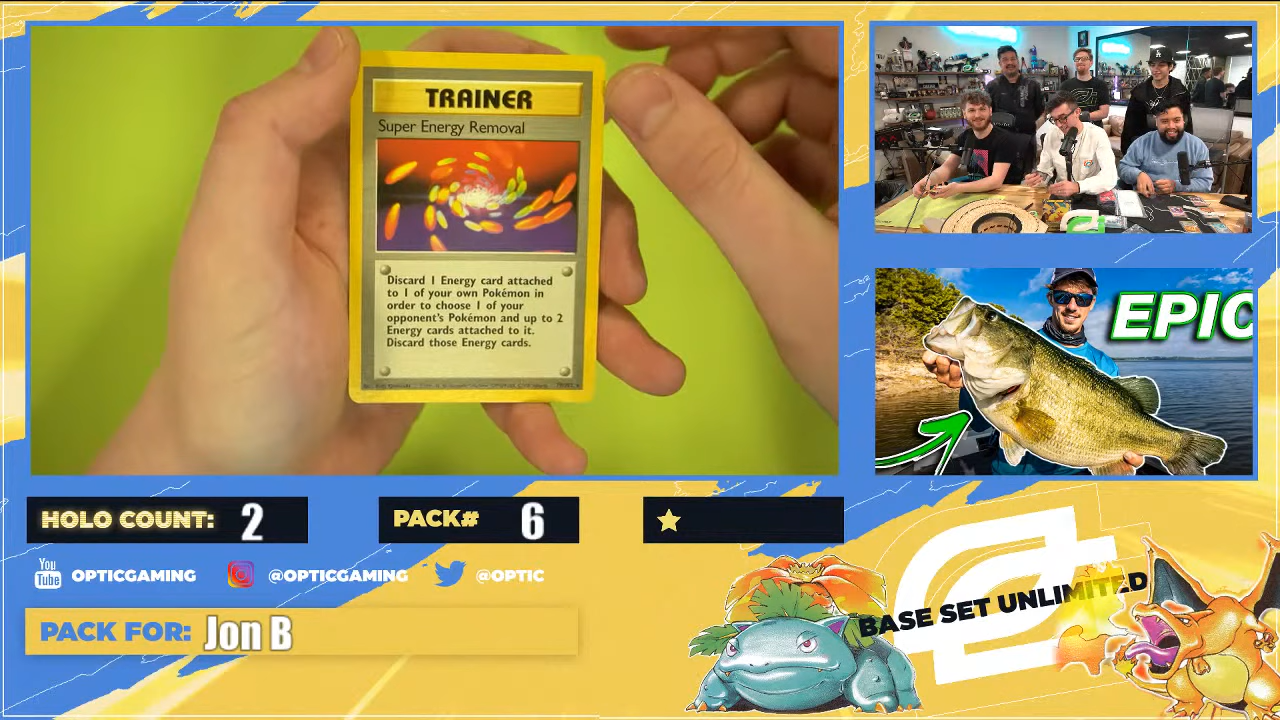 TRAINER
Super Energy Removal
Discard 1 Energy card attached
to 1 of your own Pokémon in
order to choose 1 of your
opponent's Pokémon and up to 2
Energy cards attached to it.
Discard those Energy cards.
EPIC
HOLO COUNT: 2
PACK# 6
You
Tube OPTICGAMING @OPTICGAMING @OPTIC
PACK FOR: Jon B
BASE SET UNLIMITED